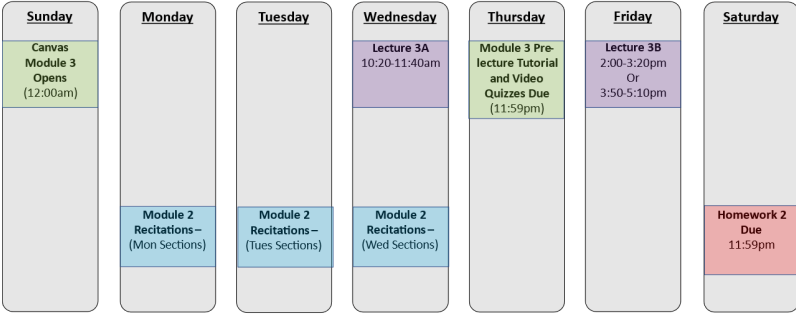 Sunday
Canvas
Module 3
Opens
(12:00am)
Monday
Module 2
Recitations –
(Mon Sections)
Tuesday
Module 2
Recitations –
(Tues Sections)
Wednesday
Lecture 3A
10:20-11:40am
Module 2
Recitations –
(Wed Sections)
Thursday
Module 3 Pre-
lecture Tutorial
and Video
Quizzes Due
(11:59pm)
Friday
Lecture 3B
2:00-3:20pm
Or
3:50-5:10pm
Saturday
Homework 2
Due
11:59pm